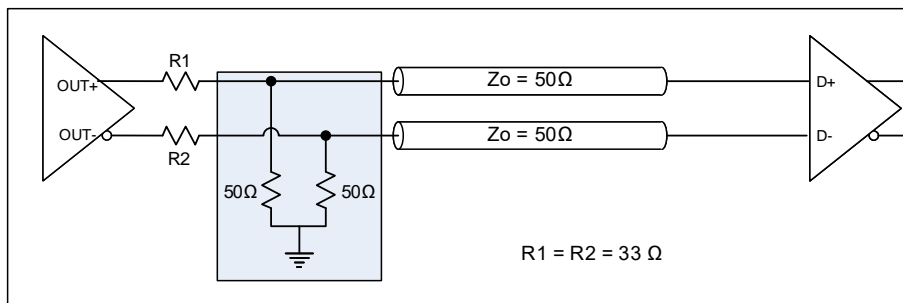 R1
OUT+
Zo = 50Ω
D+
OUT-
Zo = 50Ω
D-
R2
50Ω
50Ω
R1 = R2 = 33 Ω